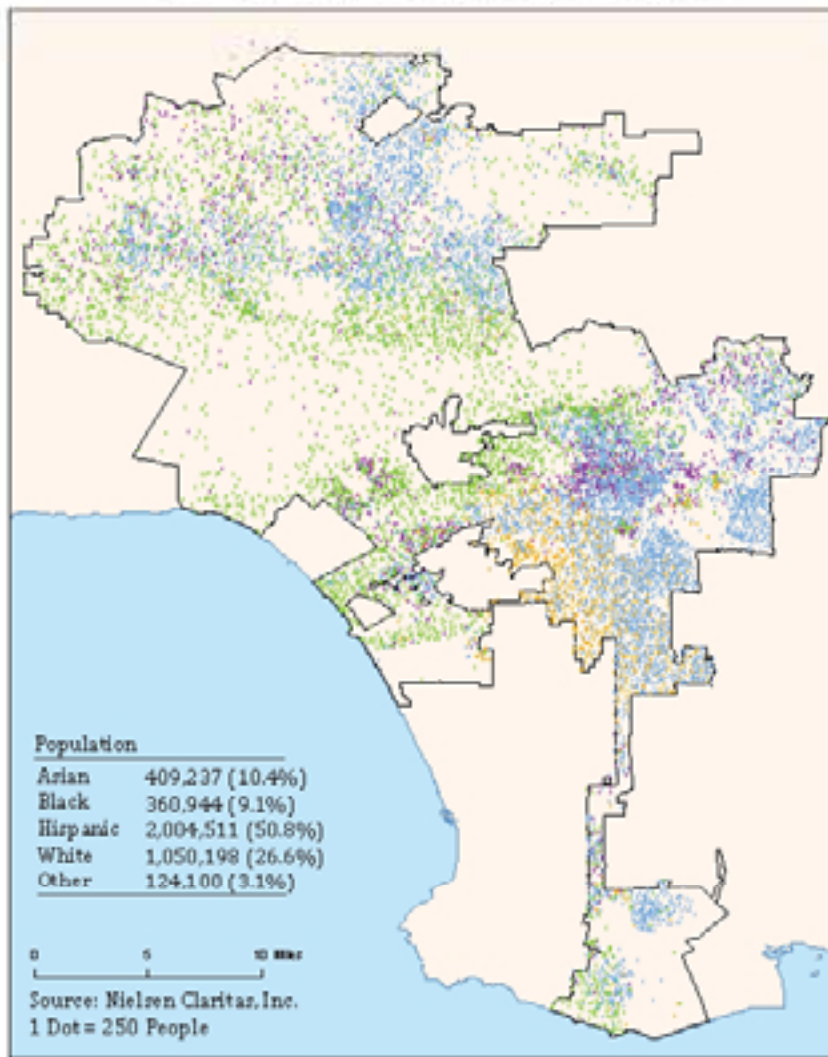 Population
Asian 409,237 (10.4%)
Black 360,944 (9.1%)
Hispanic 2,004,511 (50.8%)
White 1,050,198 (26.6%)
Other 124,100 (3.1%)
0 5 10 Miles
Source: Nielsen Claritas, Inc.
1 Dot = 250 People